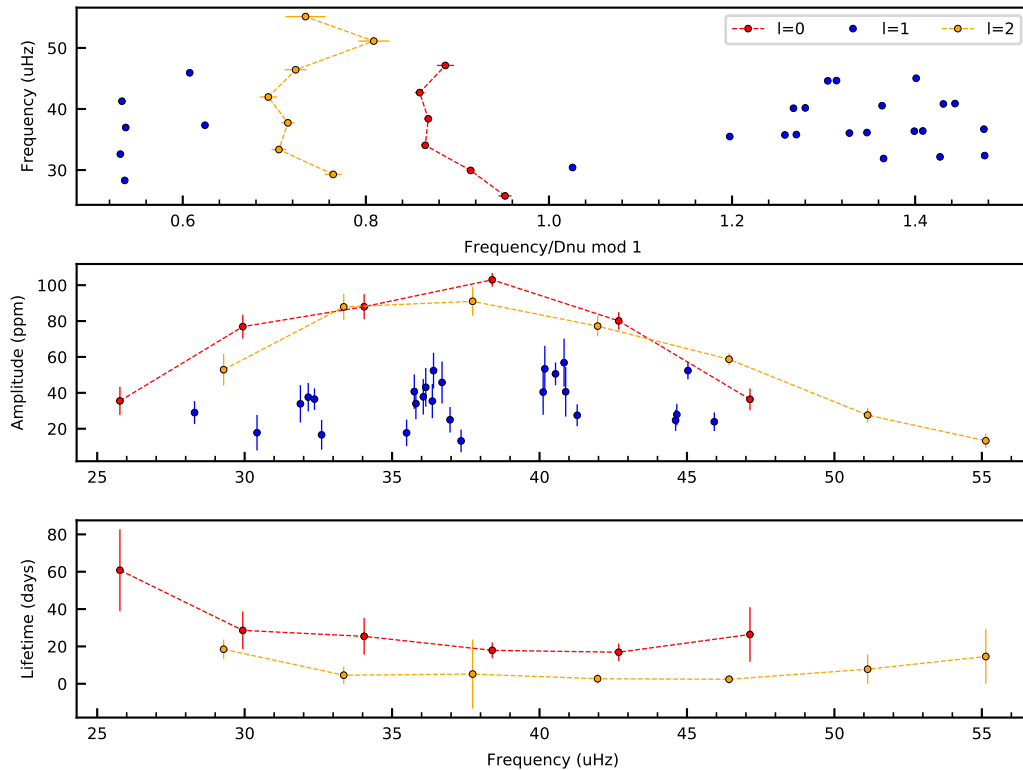 l=0 l=1 l=2
Frequency (uHz)
50
40
30
0.6 0.8 1.0 1.2 1.4
Frequency/Dnu mod 1
Amplitude (ppm)
100
80
60
40
20
25 30 35 40 45 50 55
Lifetime (days)
80
60
40
20
0
25 30 35 40 45 50 55
Frequency (uHz)